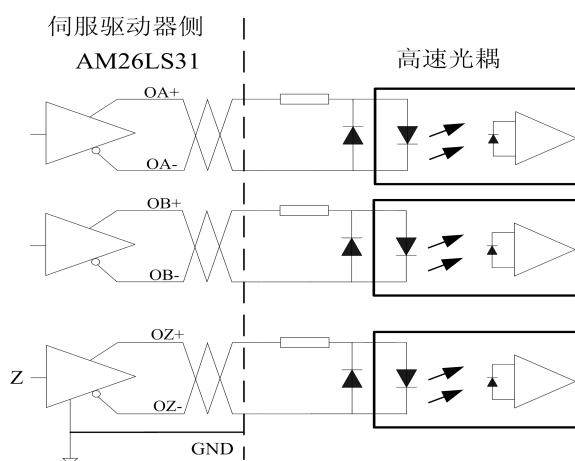 伺服驱动器侧
AM26LS31
高速光耦
OA+
OA-
OB+
OB-
OZ+
Z
OZ-
GND